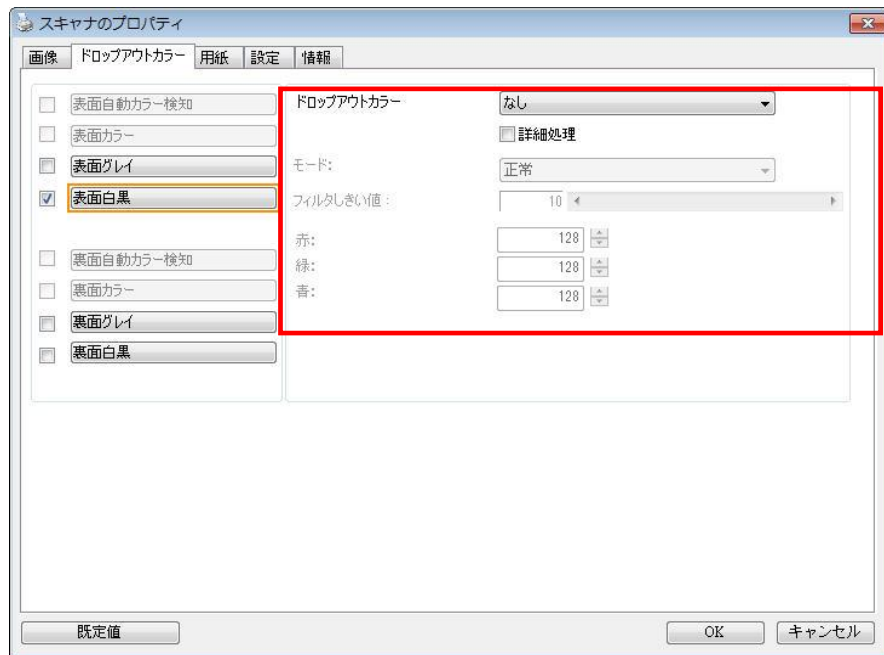 スキャナのプロパティ
画像 ドロップアウトカラー 用紙 設定 情報
表面自動カラー検知
表面カラー
表面グレイ
表面白黒
裏面自動カラー検知
裏面カラー
裏面グレイ
裏面白黒
ドロップアウトカラー なし
詳細処理
モード: 正常
フィルタしきい値: 10
赤: 128
緑: 128
青: 128
既定値 OK キャンセル